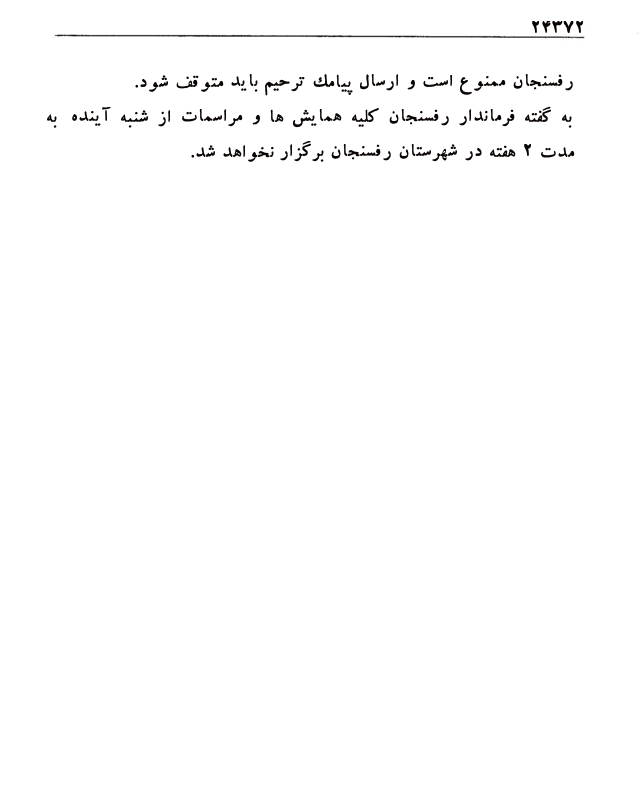 ۲۴۳۷۲
رفسنجان ممنوع است و ارسال پیامك ترحیم باید متوقف شود.
به گفته فرماندار رفسنجان کلیه همایش ها و مراسمات از شنبه آینده به
مدت ۲ هفته در شهرستان رفسنجان برگزار نخواهد شد.